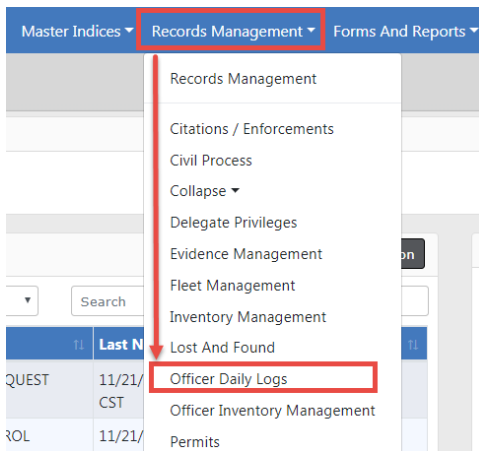 Master Indices ▾ Records Management ▾ Forms And Reports ▾
Records Management
Citations / Enforcements
Civil Process
Collapse ▾
Delegate Privileges
Evidence Management
on
Fleet Management
Search
Inventory Management
Last N
Lost And Found
QUEST 11/21/
Officer Daily Logs
CST
Officer Inventory Management
ROL 11/21/
Permits